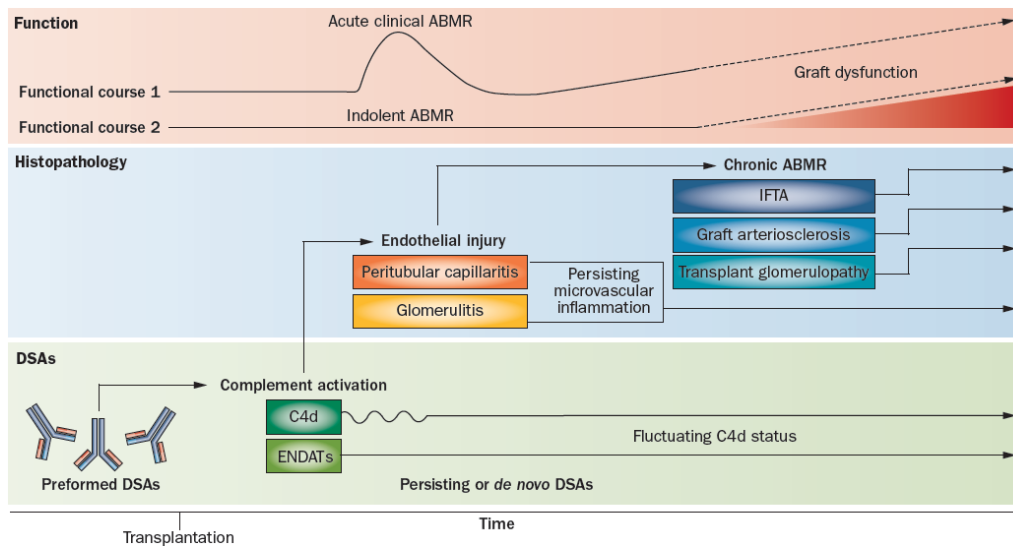 Function
Acute clinical ABMR
Graft dysfunction
Functional course 1
Indolent ABMR
Functional course 2
Histopathology
Chronic ABMR
IFTA
Graft arteriosclerosis
Transplant glomerulopathy
Endothelial injury
Peritubular capillaritis
Glomerulitis
Persisting
microvascular
inflammation
DSAs
Complement activation
C4d
Fluctuating C4d status
ENDATs
Preformed DSAs
Persisting or de novo DSAs
Time
Transplantation